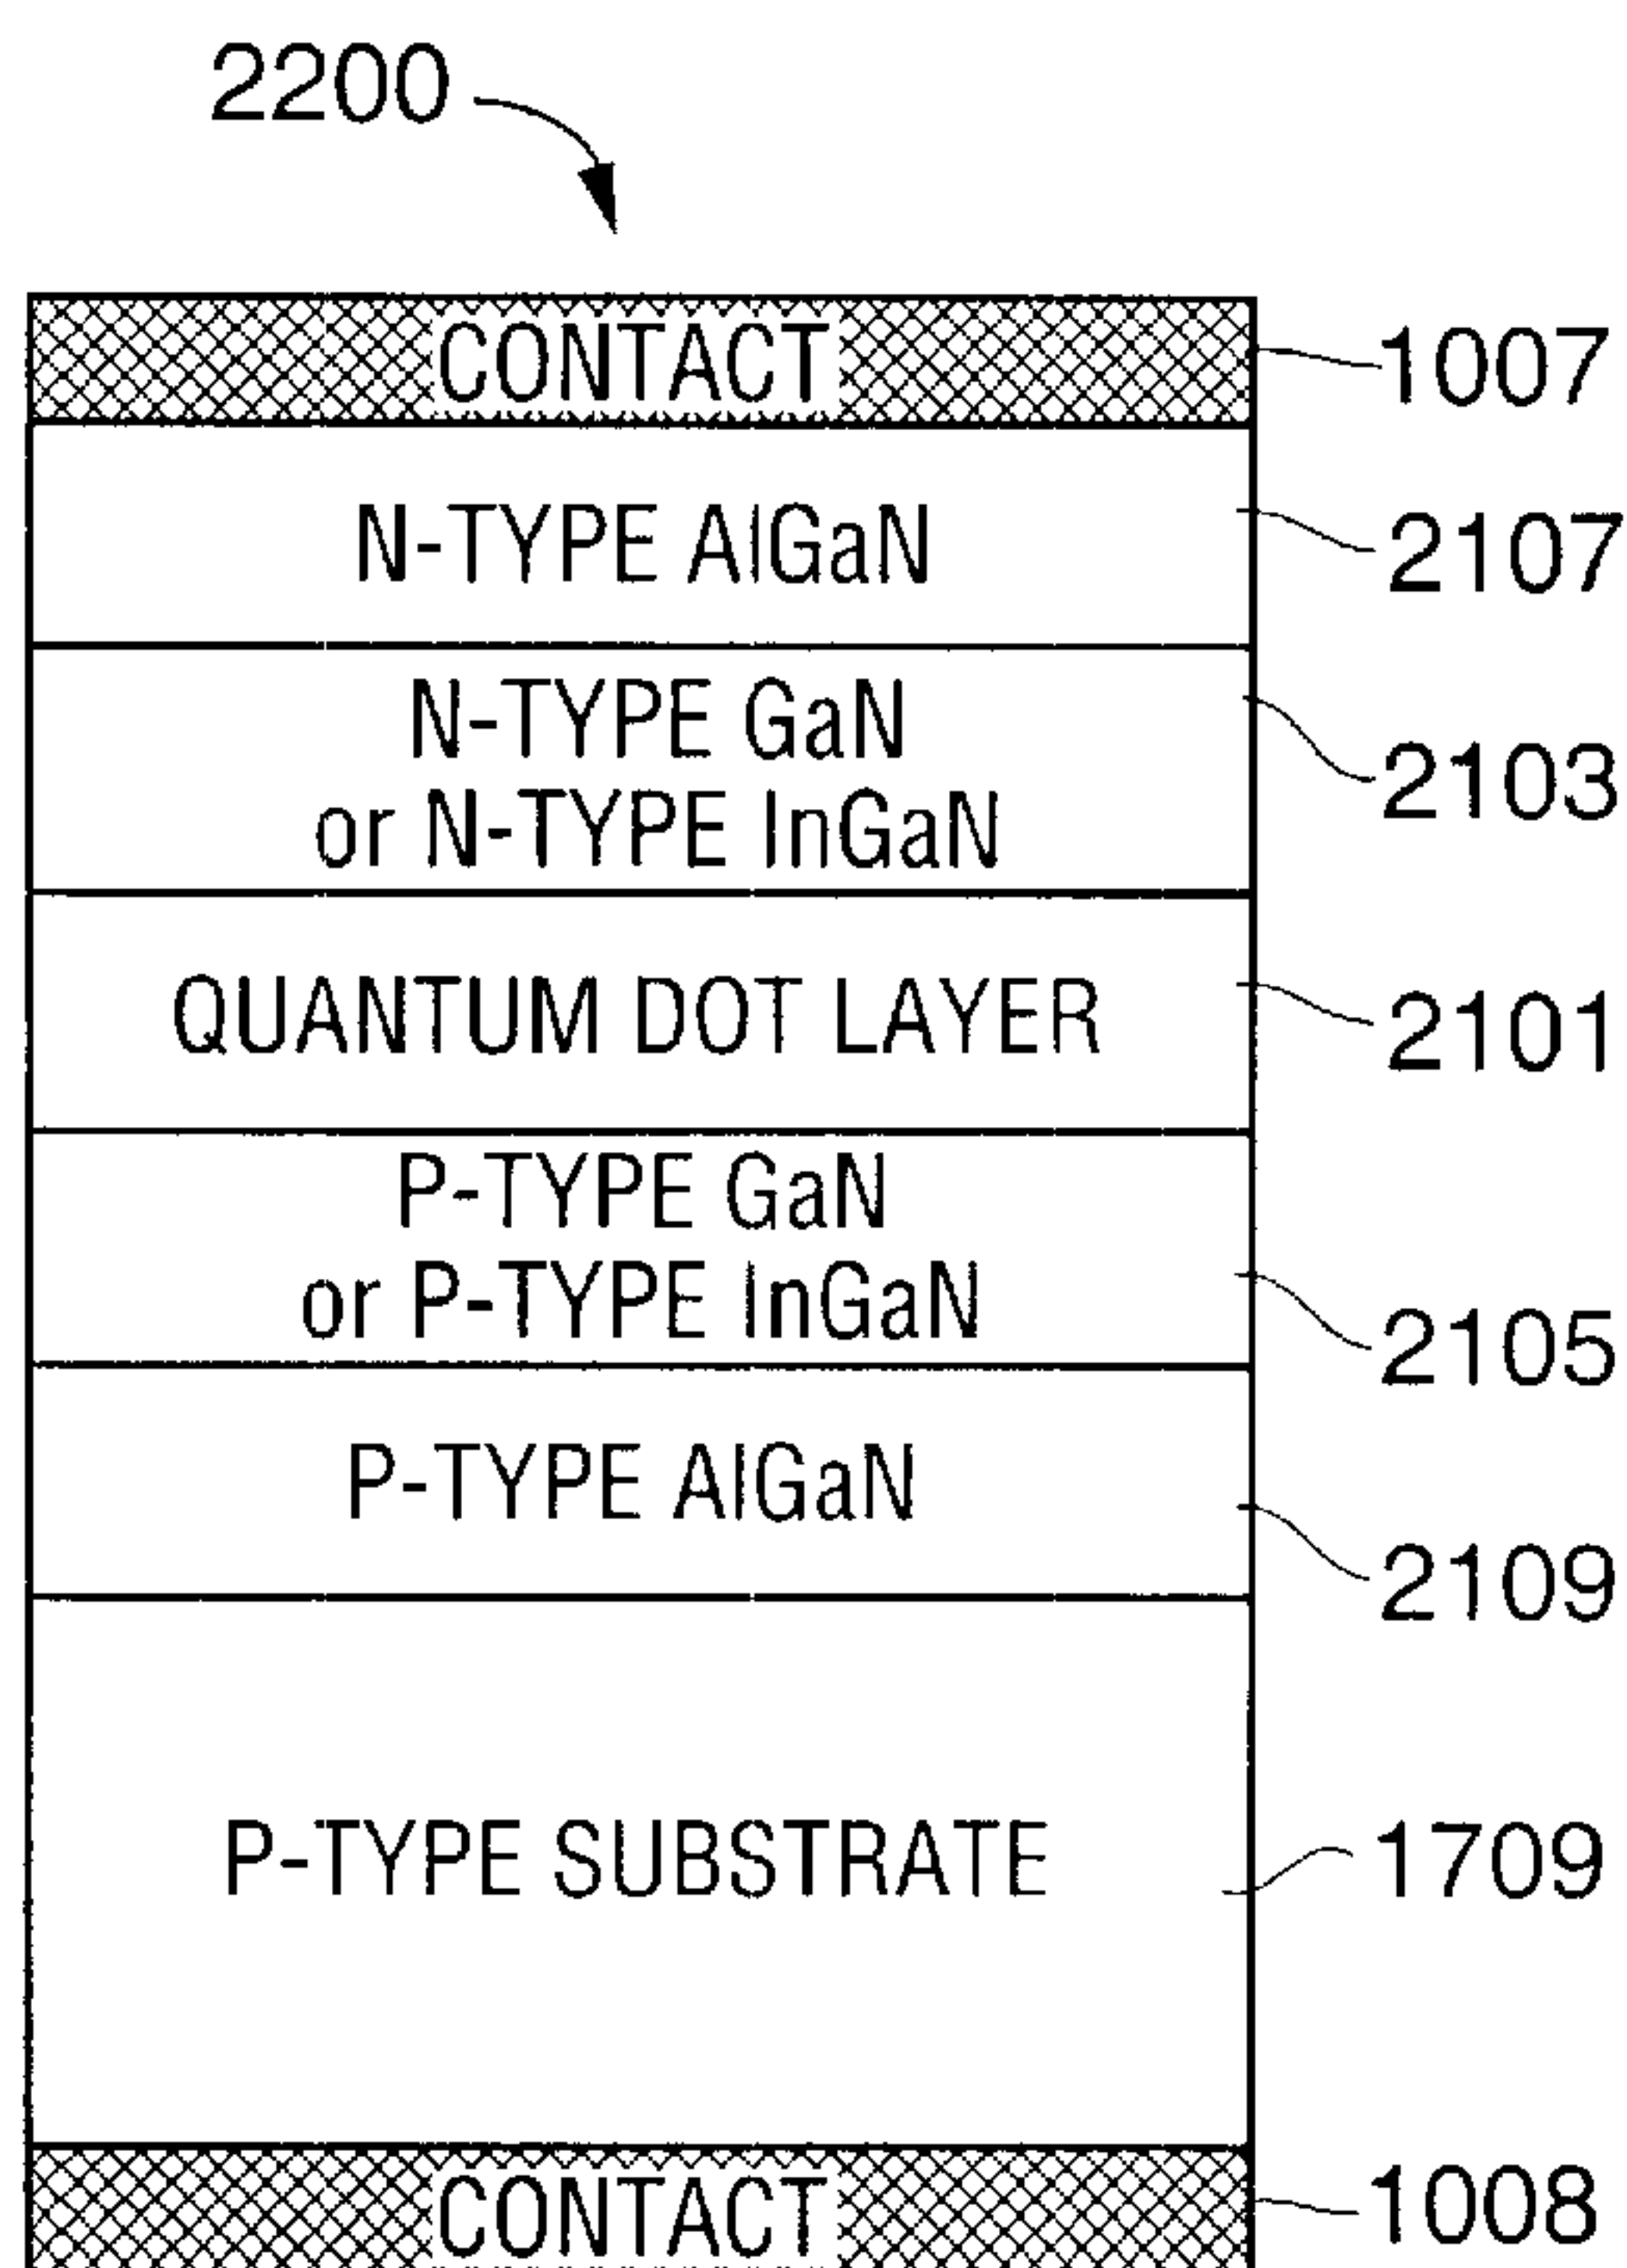 2200
CONTACT
1007
N-TYPE AlGaN
2107
N-TYPE GaN
or N-TYPE InGaN
2103
QUANTUM DOT LAYER
2101
P-TYPE GaN
or P-TYPE InGaN
2105
P-TYPE AlGaN
2109
P-TYPE SUBSTRATE
1709
CONTACT
1008